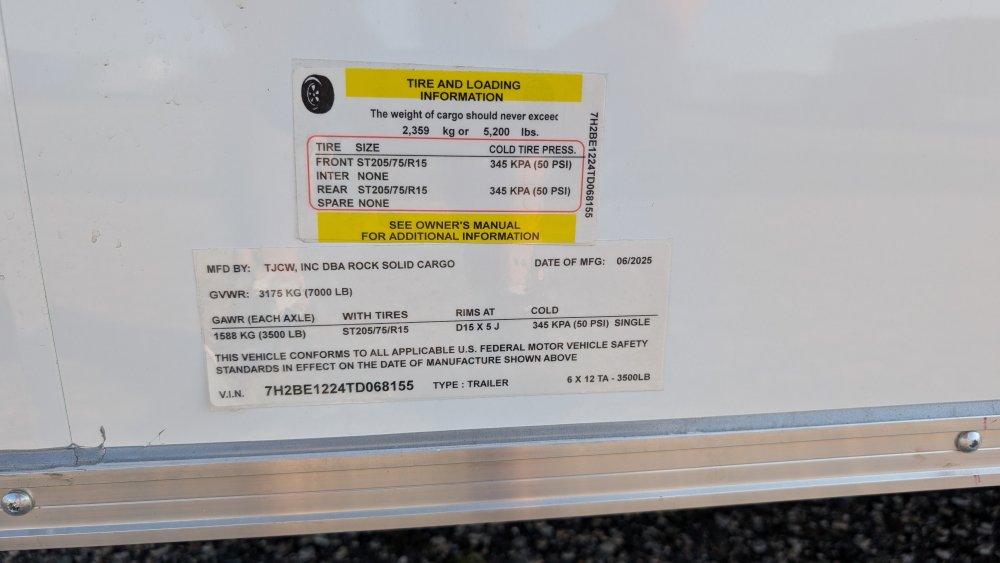 TIRE AND LOADING
INFORMATION
The weight of cargo should never exceed
2,359 kg or 5,200 lbs.
TIRE SIZE COLD TIRE PRESS.
FRONT ST205/75/R15 345 KPA (50 PSI)
INTER NONE
REAR ST205/75/R15 345 KPA (50 PSI)
SPARE NONE
SEE OWNER'S MANUAL
FOR ADDITIONAL INFORMATION
7H2BE1224TD068155
MFD BY: TJCW, INC DBA ROCK SOLID CARGO DATE OF MFG: 06/2025
GVWR: 3175 KG (7000 LB)
GAWR (EACH AXLE) WITH TIRES RIMS AT COLD
1588 KG (3500 LB) ST205/75/R15 D15 X 5 J 345 KPA (50 PSI) SINGLE
THIS VEHICLE CONFORMS TO ALL APPLICABLE U.S. FEDERAL MOTOR VEHICLE SAFETY
STANDARDS IN EFFECT ON THE DATE OF MANUFACTURE SHOWN ABOVE
V.I.N. 7H2BE1224TD068155 TYPE : TRAILER 6 X 12 TA - 3500LB